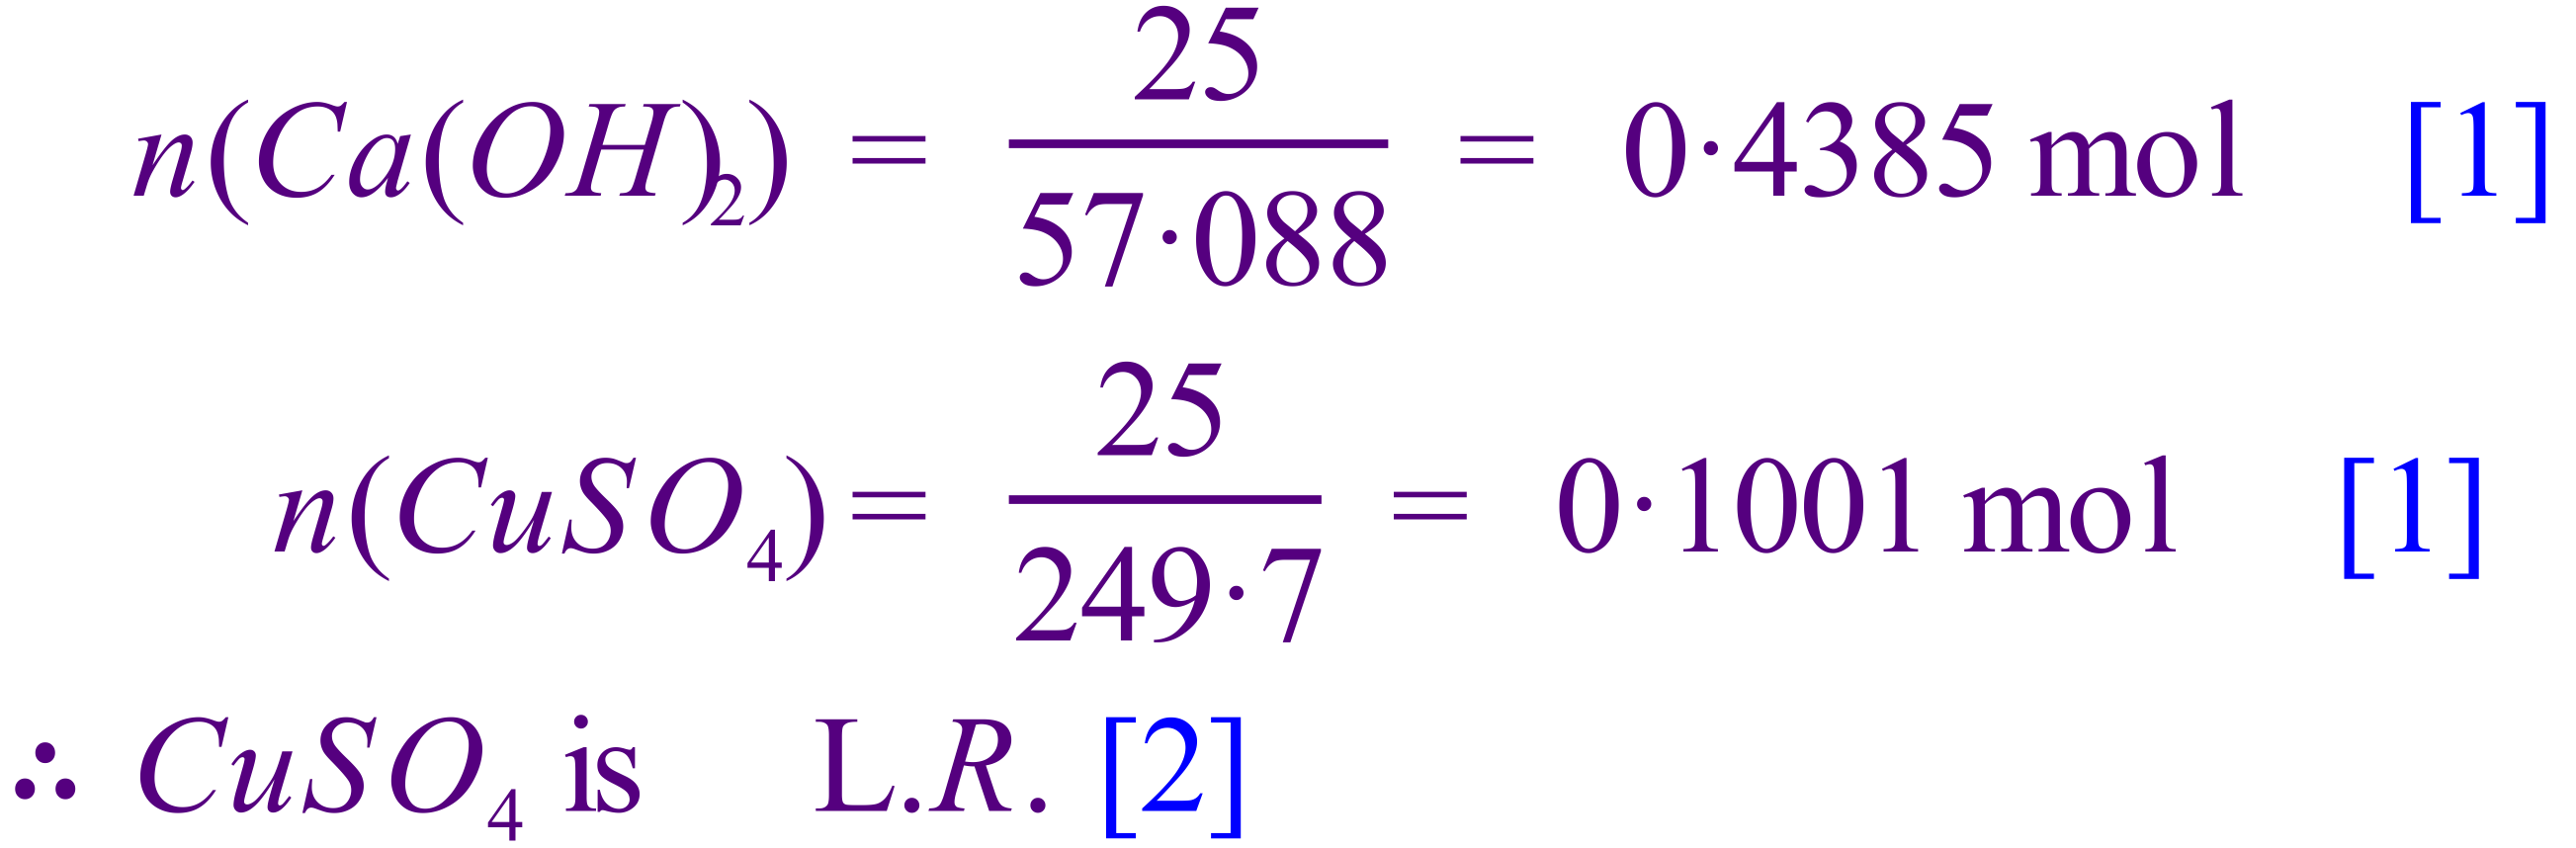 n(Ca(OH)₂) = 25/57·088 = 0·4385 mol [1]
n(CuSO₄) = 25/249·7 = 0·1001 mol [1]
∴ CuSO₄ is L.R. [2]